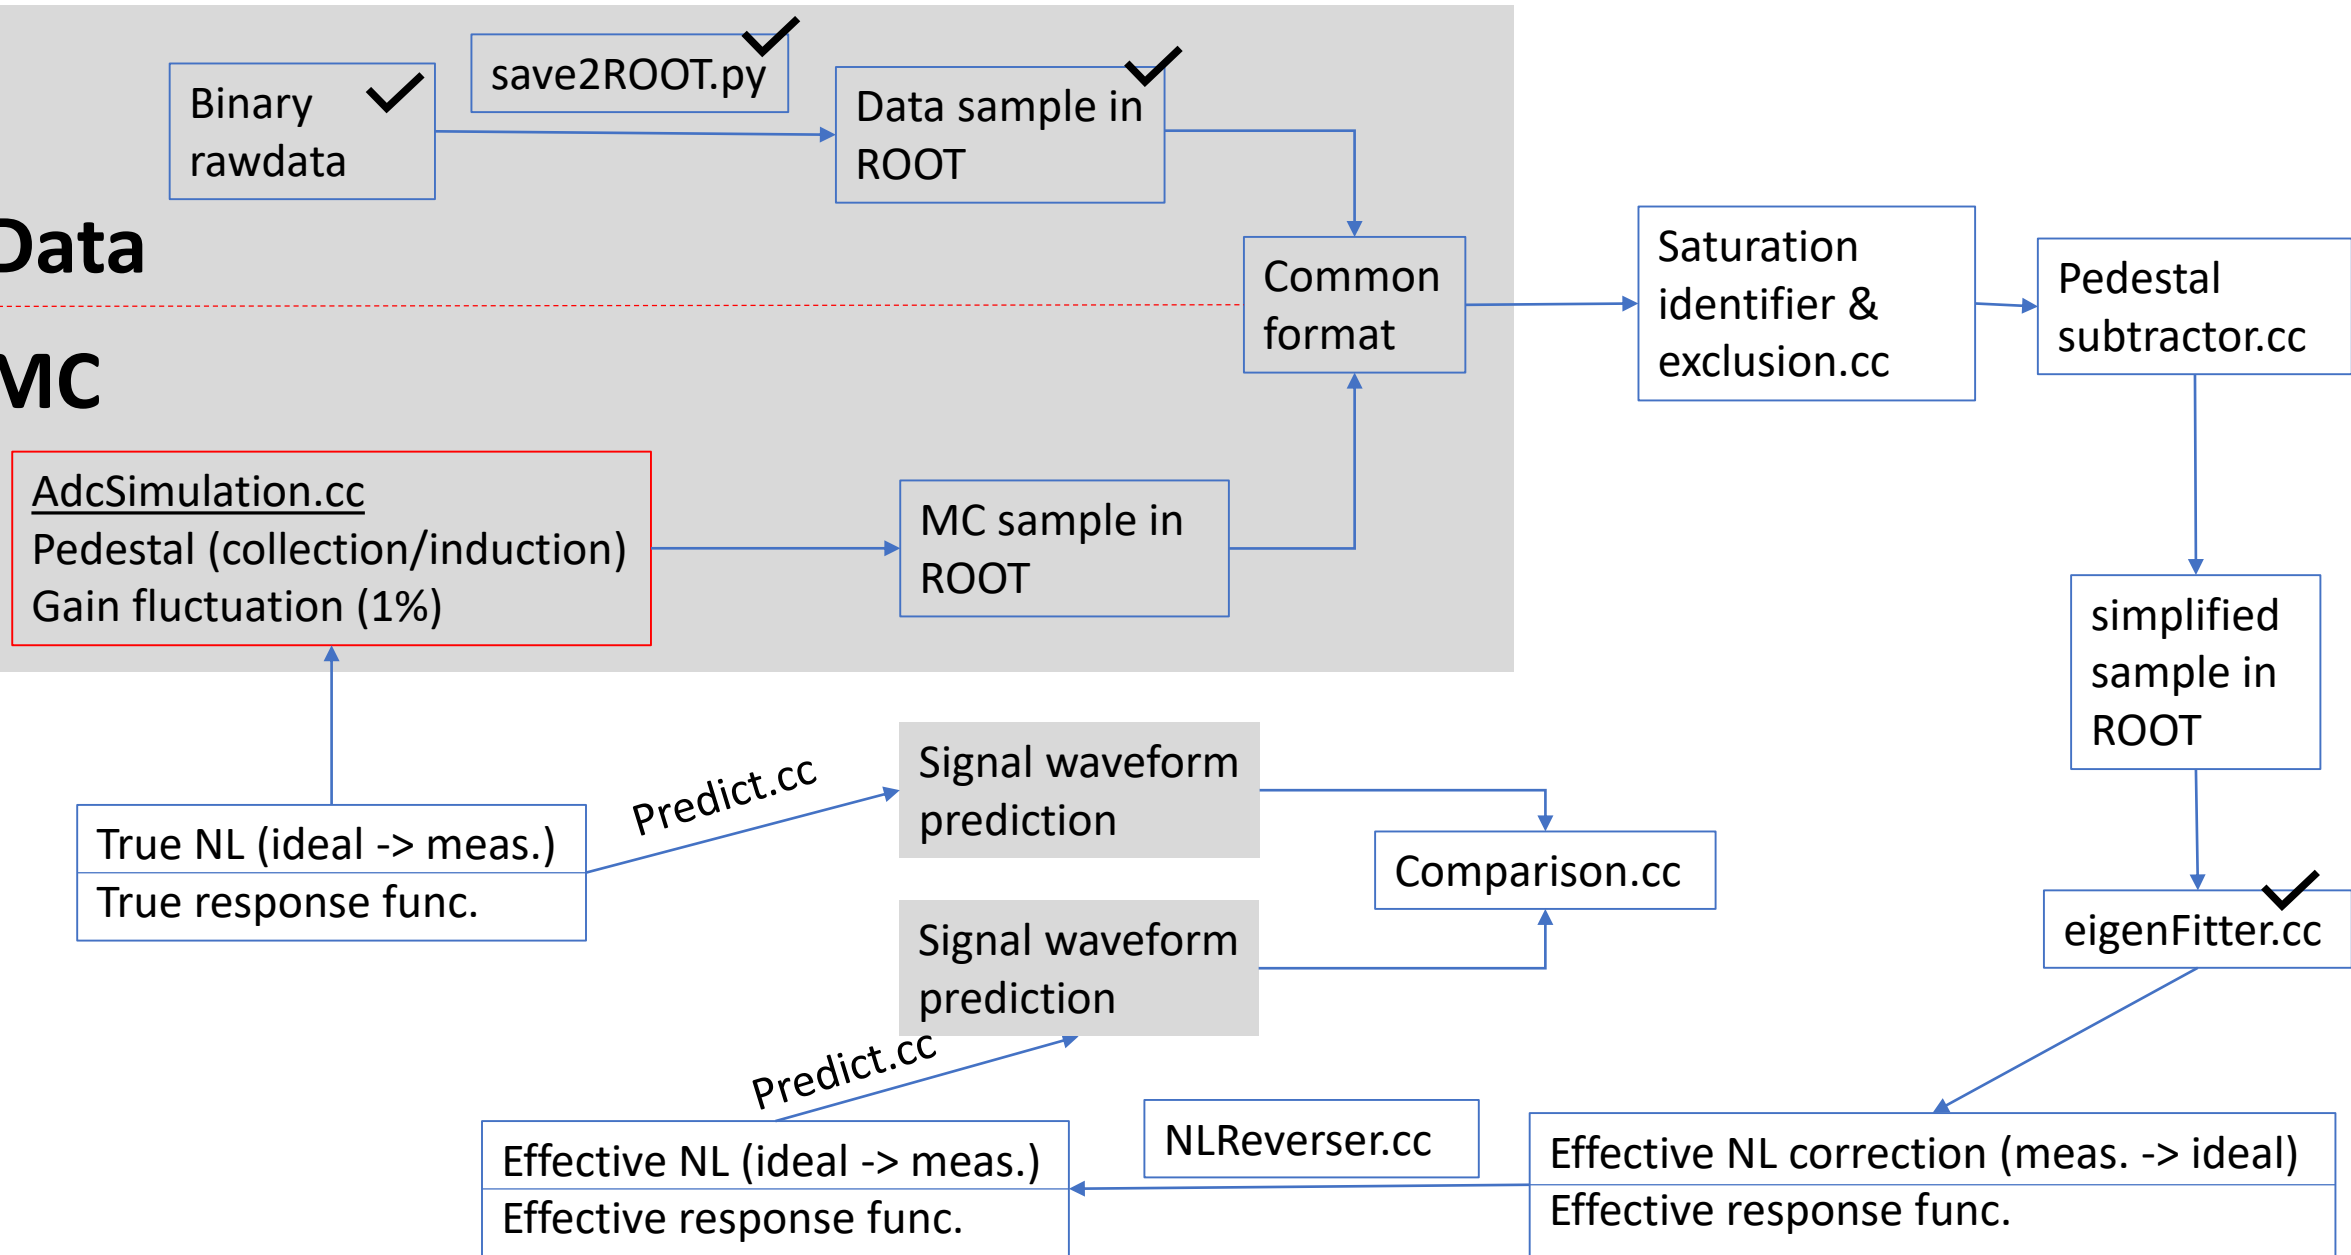 Binary
rawdata
save2ROOT.py
Data sample in
ROOT
Data
MC
Common
format
Saturation
identifier &
exclusion.cc
Pedestal
subtractor.cc
AdcSimulation.cc
Pedestal (collection/induction)
Gain fluctuation (1%)
MC sample in
ROOT
simplified
sample in
ROOT
True NL (ideal -> meas.)
True response func.
Predict.cc
Signal waveform
prediction
Comparison.cc
Signal waveform
prediction
Predict.cc
eigenFitter.cc
Effective NL (ideal -> meas.)
Effective response func.
NLReverser.cc
Effective NL correction (meas. -> ideal)
Effective response func.